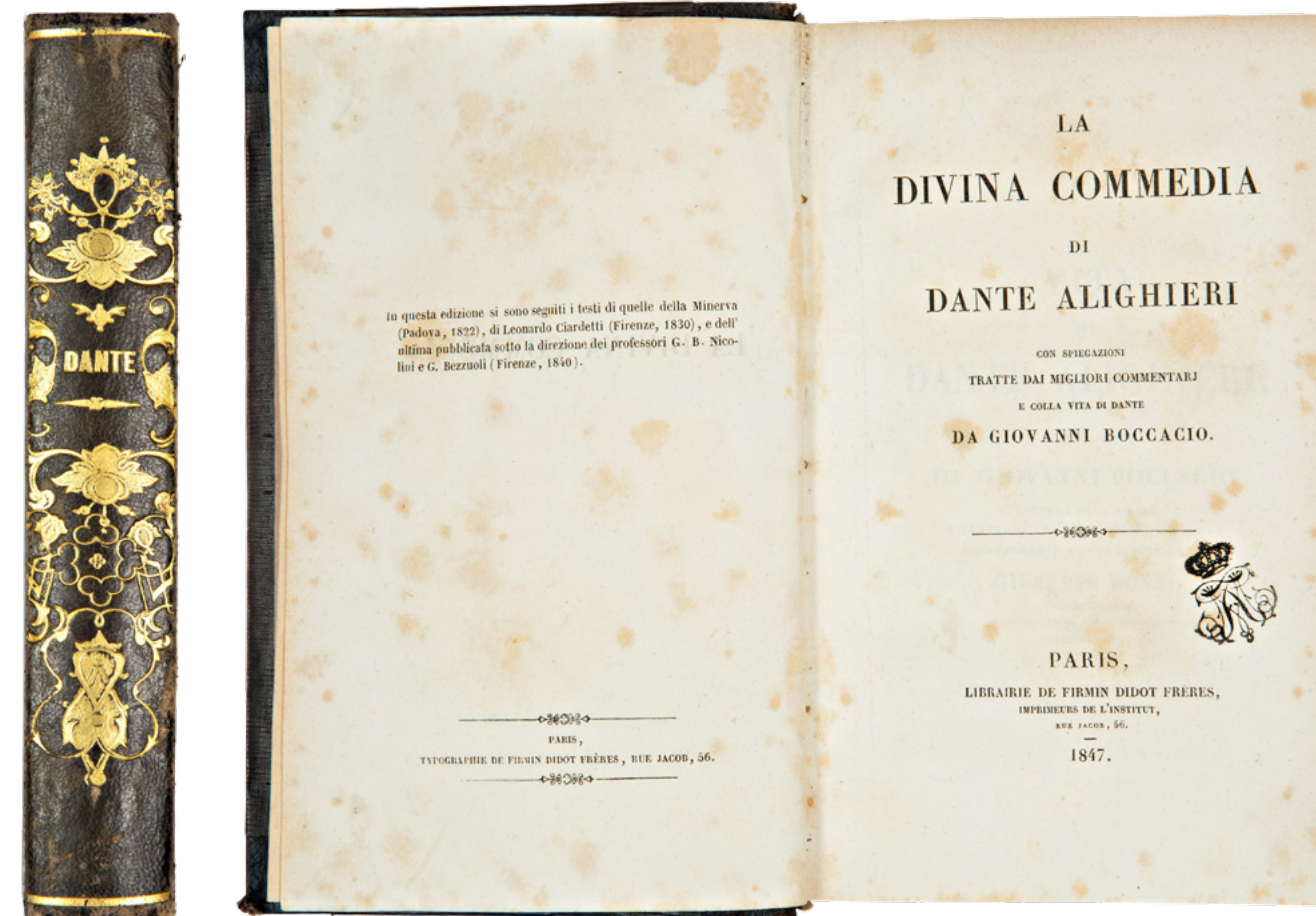 DANTE
In questa edizione si sono seguiti i testi di quelle della Minerva
(Padova, 1822), di Leonardo Ciardetti (Firenze, 1830), e dell'
ultima pubblicata sotto la direzione dei professori G. B. Nico-
lini e G. Bezzuoli (Firenze, 1840).
PARIS,
TYPOGRAPHIE DE FIRMIN DIDOT FRÈRES, RUE JACOB, 56.
LA
DIVINA COMMEDIA
DI
DANTE ALIGHIERI
CON SPIEGAZIONI
TRATTE DAI MIGLIORI COMMENTARJ
E COLLA VITA DI DANTE
DA GIOVANNI BOCCACIO.
PARIS,
LIBRAIRIE DE FIRMIN DIDOT FRÈRES,
IMPRIMEURS DE L'INSTITUT,
RUE JACOB, 56.
1847.